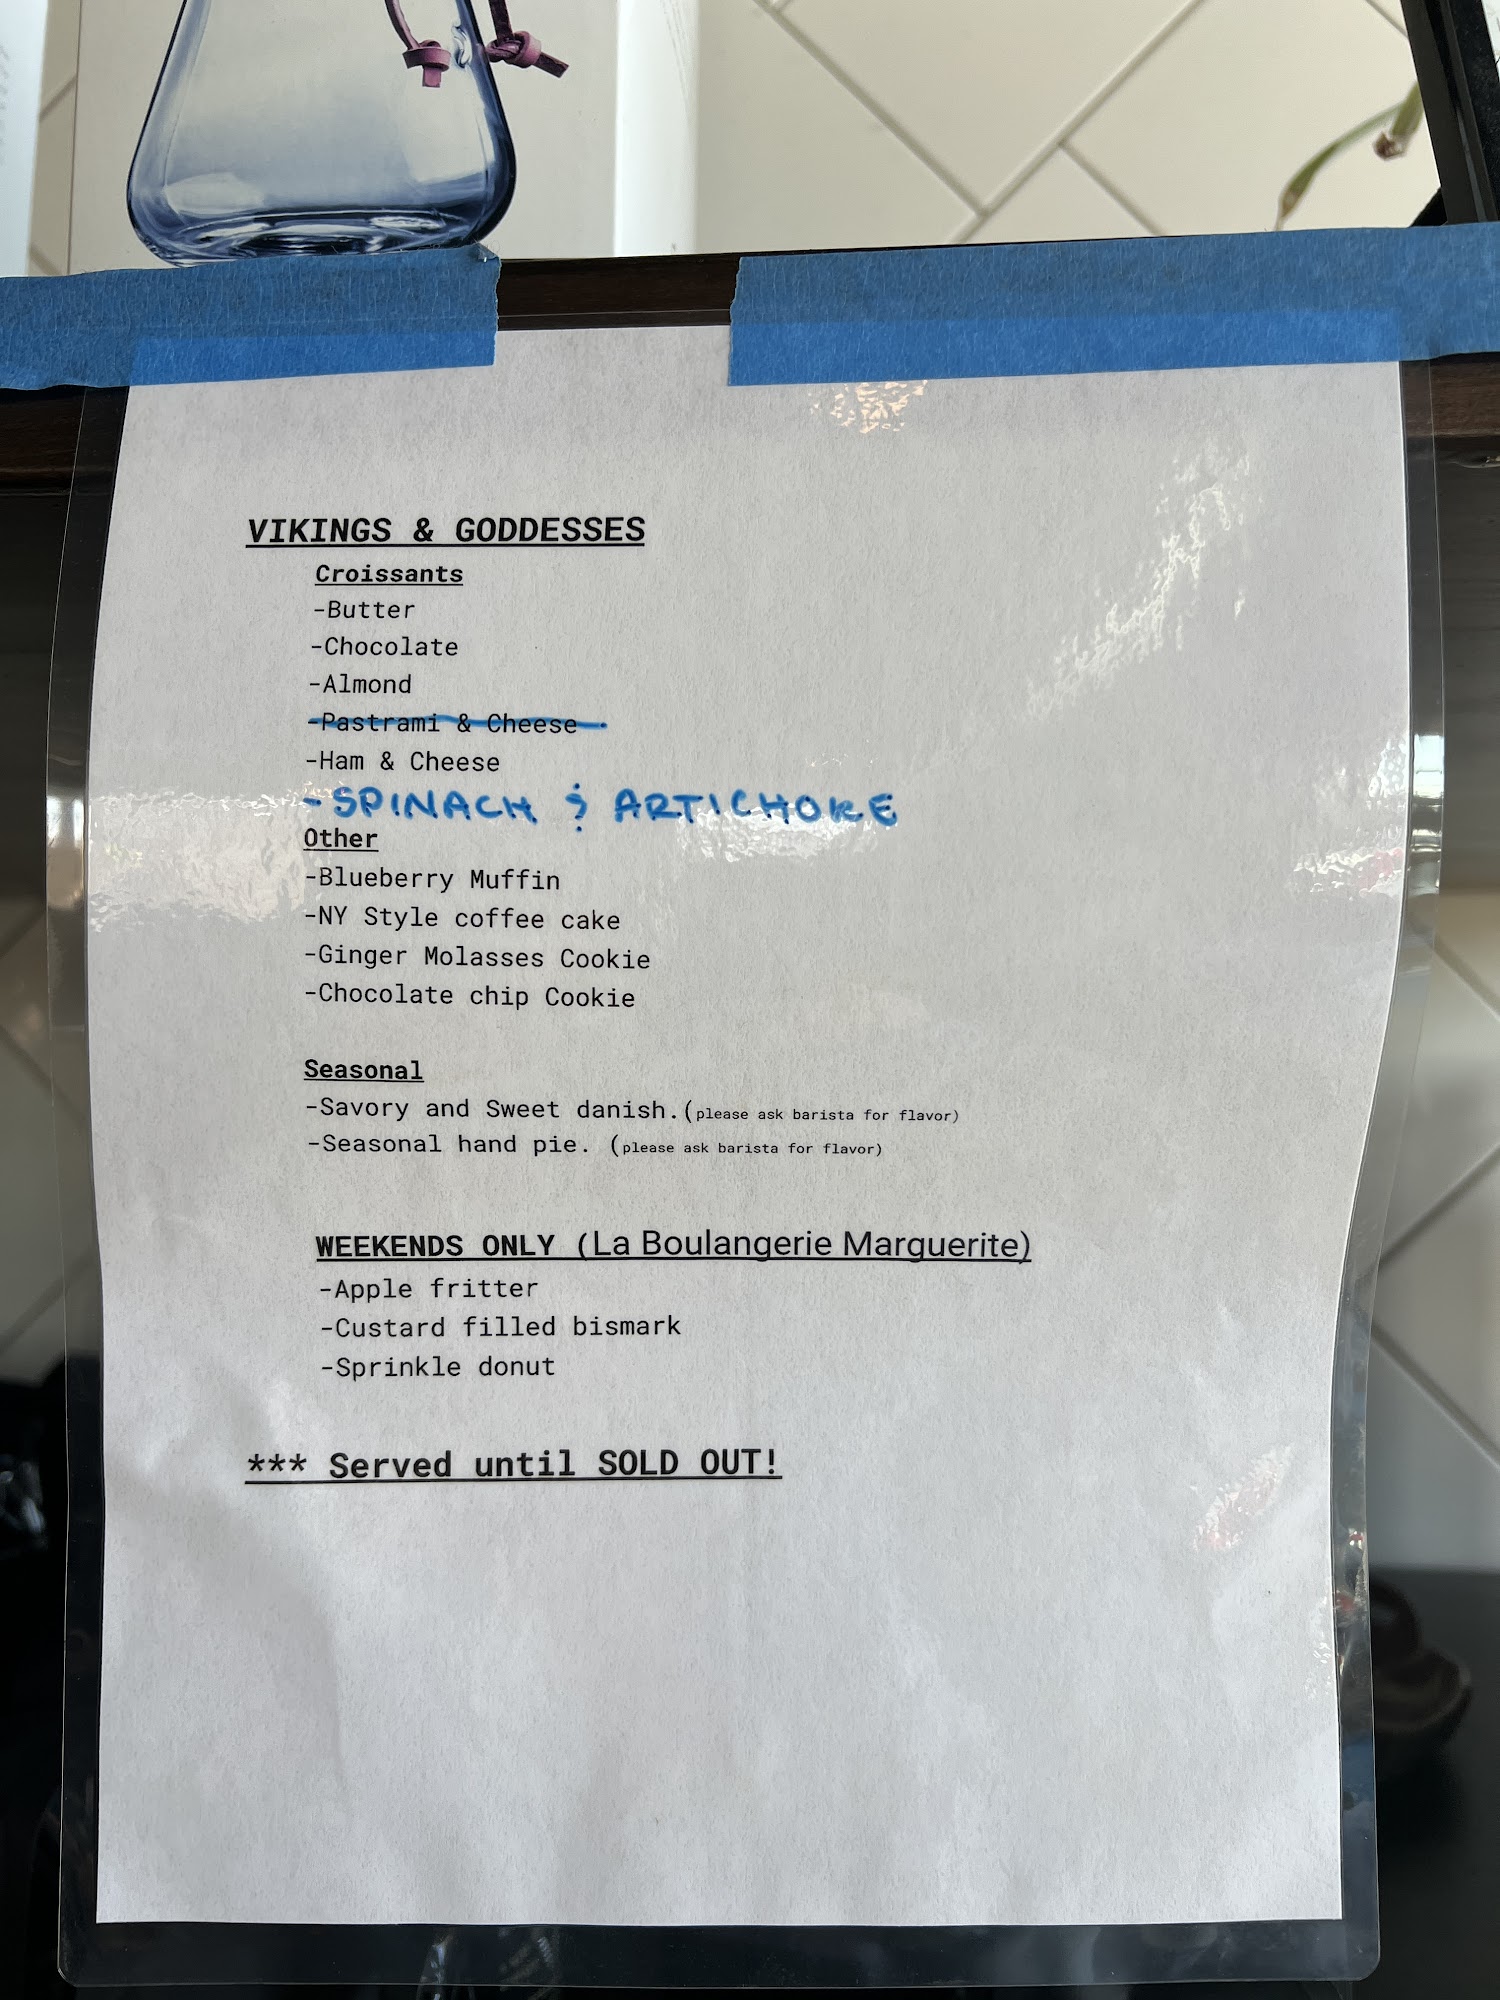 VIKINGS & GODDESSES
Croissants
-Butter
-Chocolate
-Almond
-Pastrami & Cheese
-Ham & Cheese
-SPINACH & ARTICHOKE
Other
-Blueberry Muffin
-NY Style coffee cake
-Ginger Molasses Cookie
-Chocolate chip Cookie
Seasonal
-Savory and Sweet danish.(please ask barista for flavor)
-Seasonal hand pie. (please ask barista for flavor)
WEEKENDS ONLY (La Boulangerie Marguerite)
-Apple fritter
-Custard filled bismark
-Sprinkle donut
*** Served until SOLD OUT!